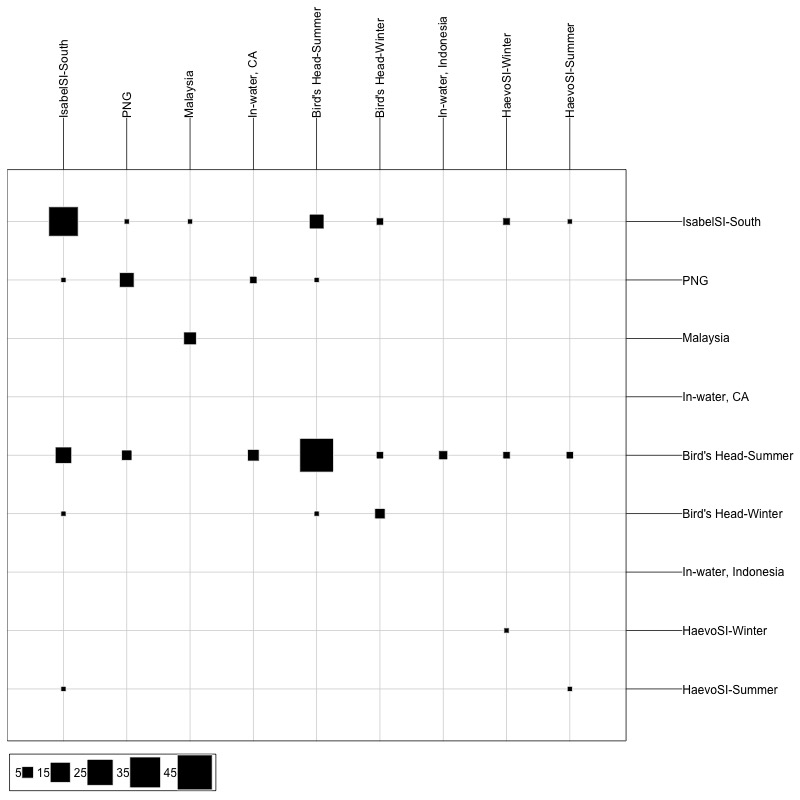 IsabelSI-South
PNG
Malaysia
In-water, CA
Bird's Head-Summer
Bird's Head-Winter
In-water, Indonesia
HaevoSI-Winter
HaevoSI-Summer
IsabelSI-South
PNG
Malaysia
In-water, CA
Bird's Head-Summer
Bird's Head-Winter
In-water, Indonesia
HaevoSI-Winter
HaevoSI-Summer
5 15 25 35 45